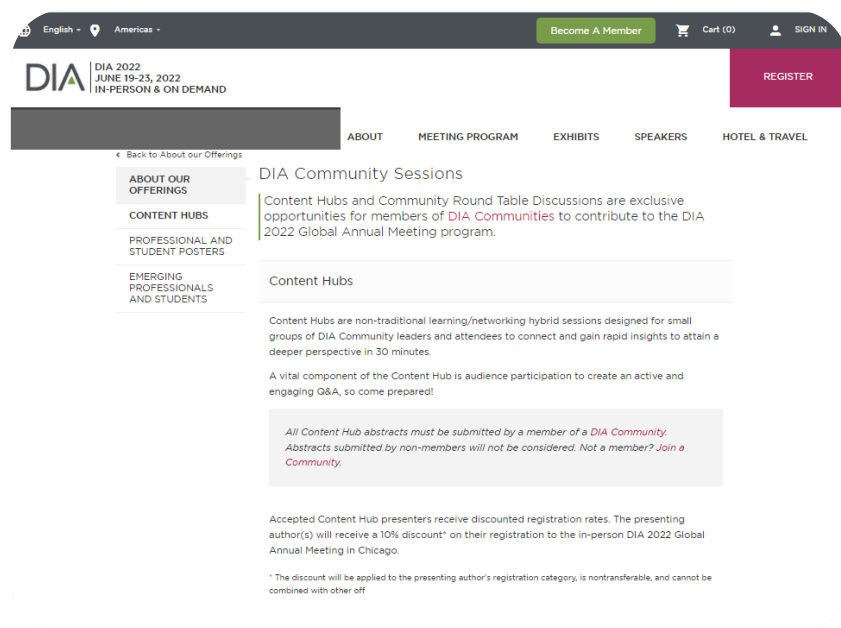 English
Americas
Become A Member
Cart (0)
SIGN IN
DIA
DIA 2022
JUNE 19-23, 2022
IN-PERSON & ON DEMAND
REGISTER
ABOUT
MEETING PROGRAM
EXHIBITS
SPEAKERS
HOTEL & TRAVEL
Back to About our Offerings
ABOUT OUR
OFFERINGS
CONTENT HUBS
PROFESSIONAL AND
STUDENT POSTERS
EMERGING
PROFESSIONALS
AND STUDENTS
DIA Community Sessions
Content Hubs and Community Round Table Discussions are exclusive
opportunities for members of DIA Communities to contribute to the DIA
2022 Global Annual Meeting program.
Content Hubs
Content Hubs are non-traditional learning/networking hybrid sessions designed for small
groups of DIA Community leaders and attendees to connect and gain rapid insights to attain a
deeper perspective in 30 minutes.
A vital component of the Content Hub is audience participation to create an active and
engaging Q&A, so come prepared!
All Content Hub abstracts must be submitted by a member of a DIA Community.
Abstracts submitted by non-members will not be considered. Not a member? Join a
Community.
Accepted Content Hub presenters receive discounted registration rates. The presenting
author(s) will receive a 10% discount* on their registration to the in-person DIA 2022 Global
Annual Meeting in Chicago.
* The discount will be applied to the presenting author's registration category, is nontransferable, and cannot be
combined with other off